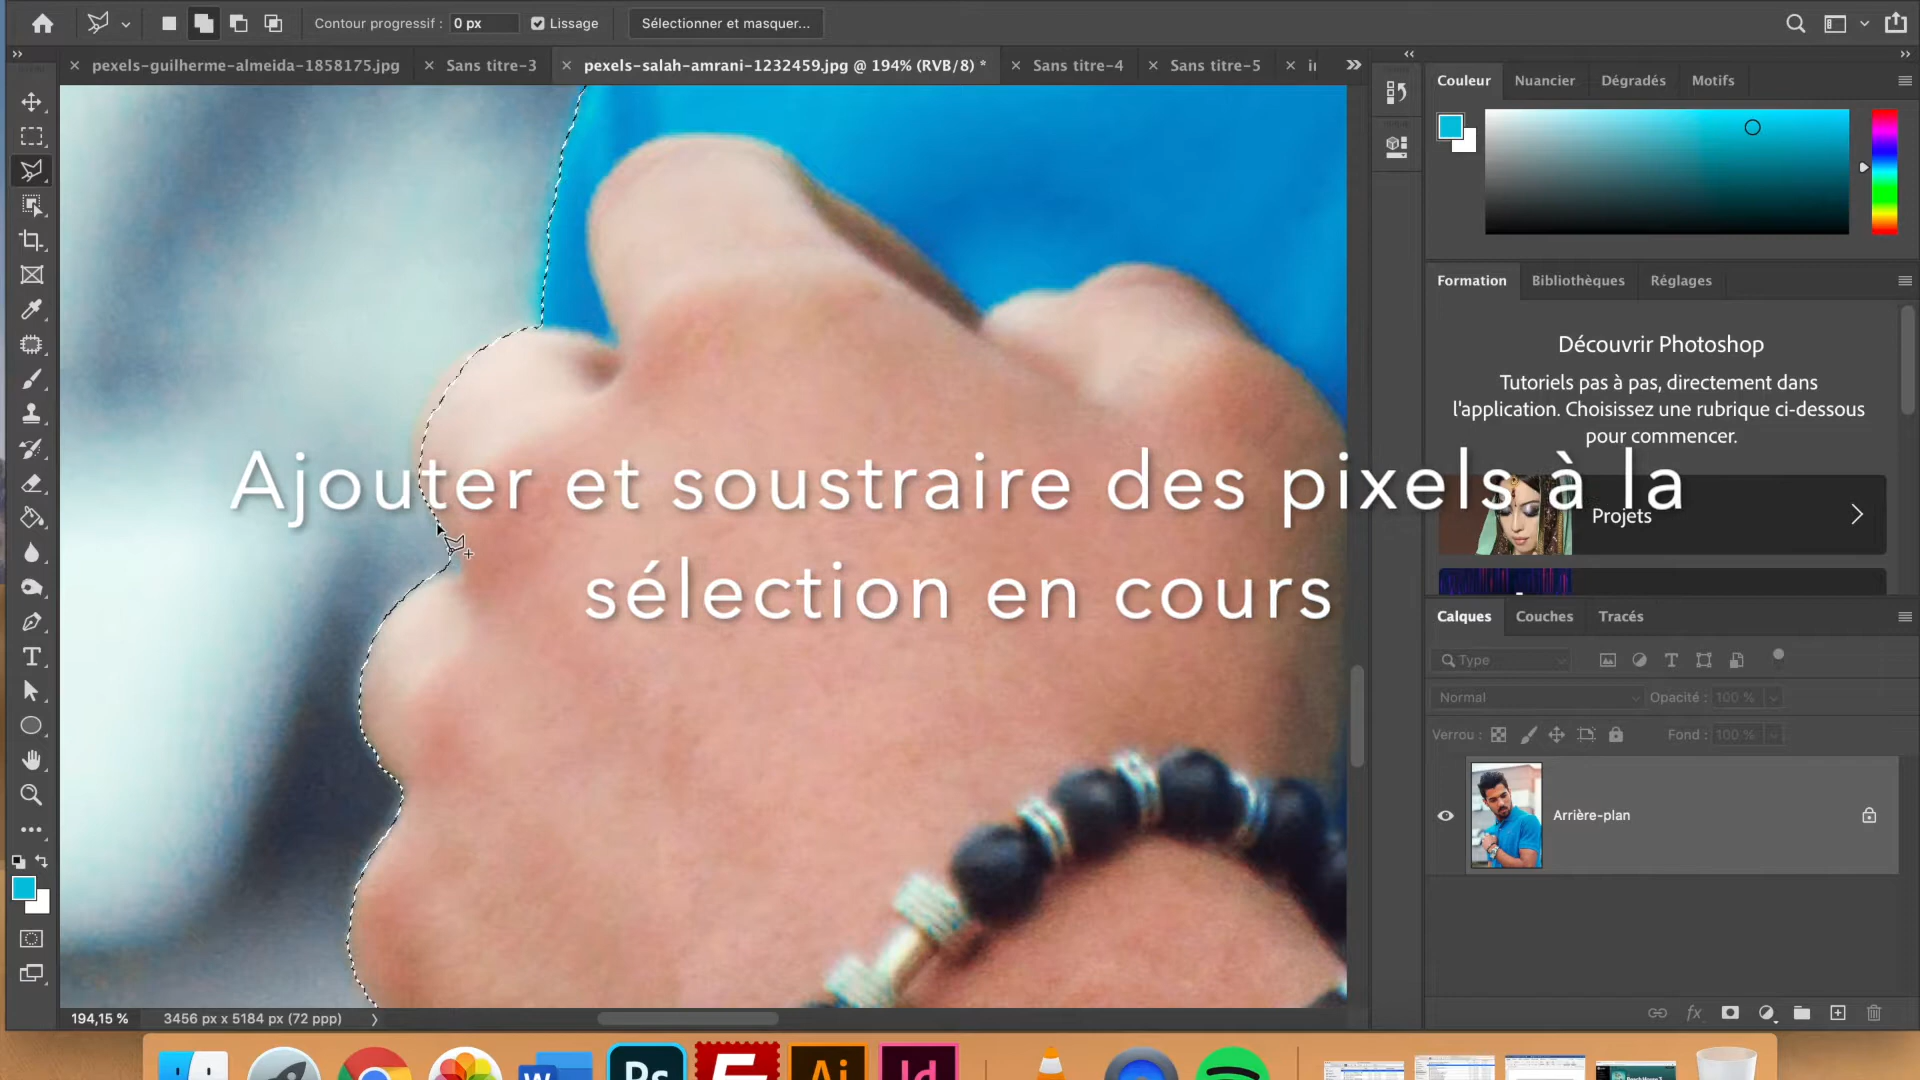 Contour progressif : 0 px Lissage Sélectionner et masquer...
pexels-guilherme-almeida-1858175.jpg Sans titre-3 pexels-salah-amrani-1232459.jpg @ 194% (RVB/8) * Sans titre-4 Sans titre-5
Couleur Nuancier Dégradés Motifs
Formation Bibliothèques Réglages
Découvrir Photoshop
Tutoriels pas à pas, directement dans
l'application. Choisissez une rubrique ci-dessous
pour commencer.
Projets
Ajouter et soustraire des pixels à la
sélection en cours
Calques Couches Tracés
Type
Normal Opacité : 100 %
Verrou : Fond : 100 %
Arrière-plan
fx
194,15 % 3456 px x 5184 px (72 ppp)
W Ps F Ai Id